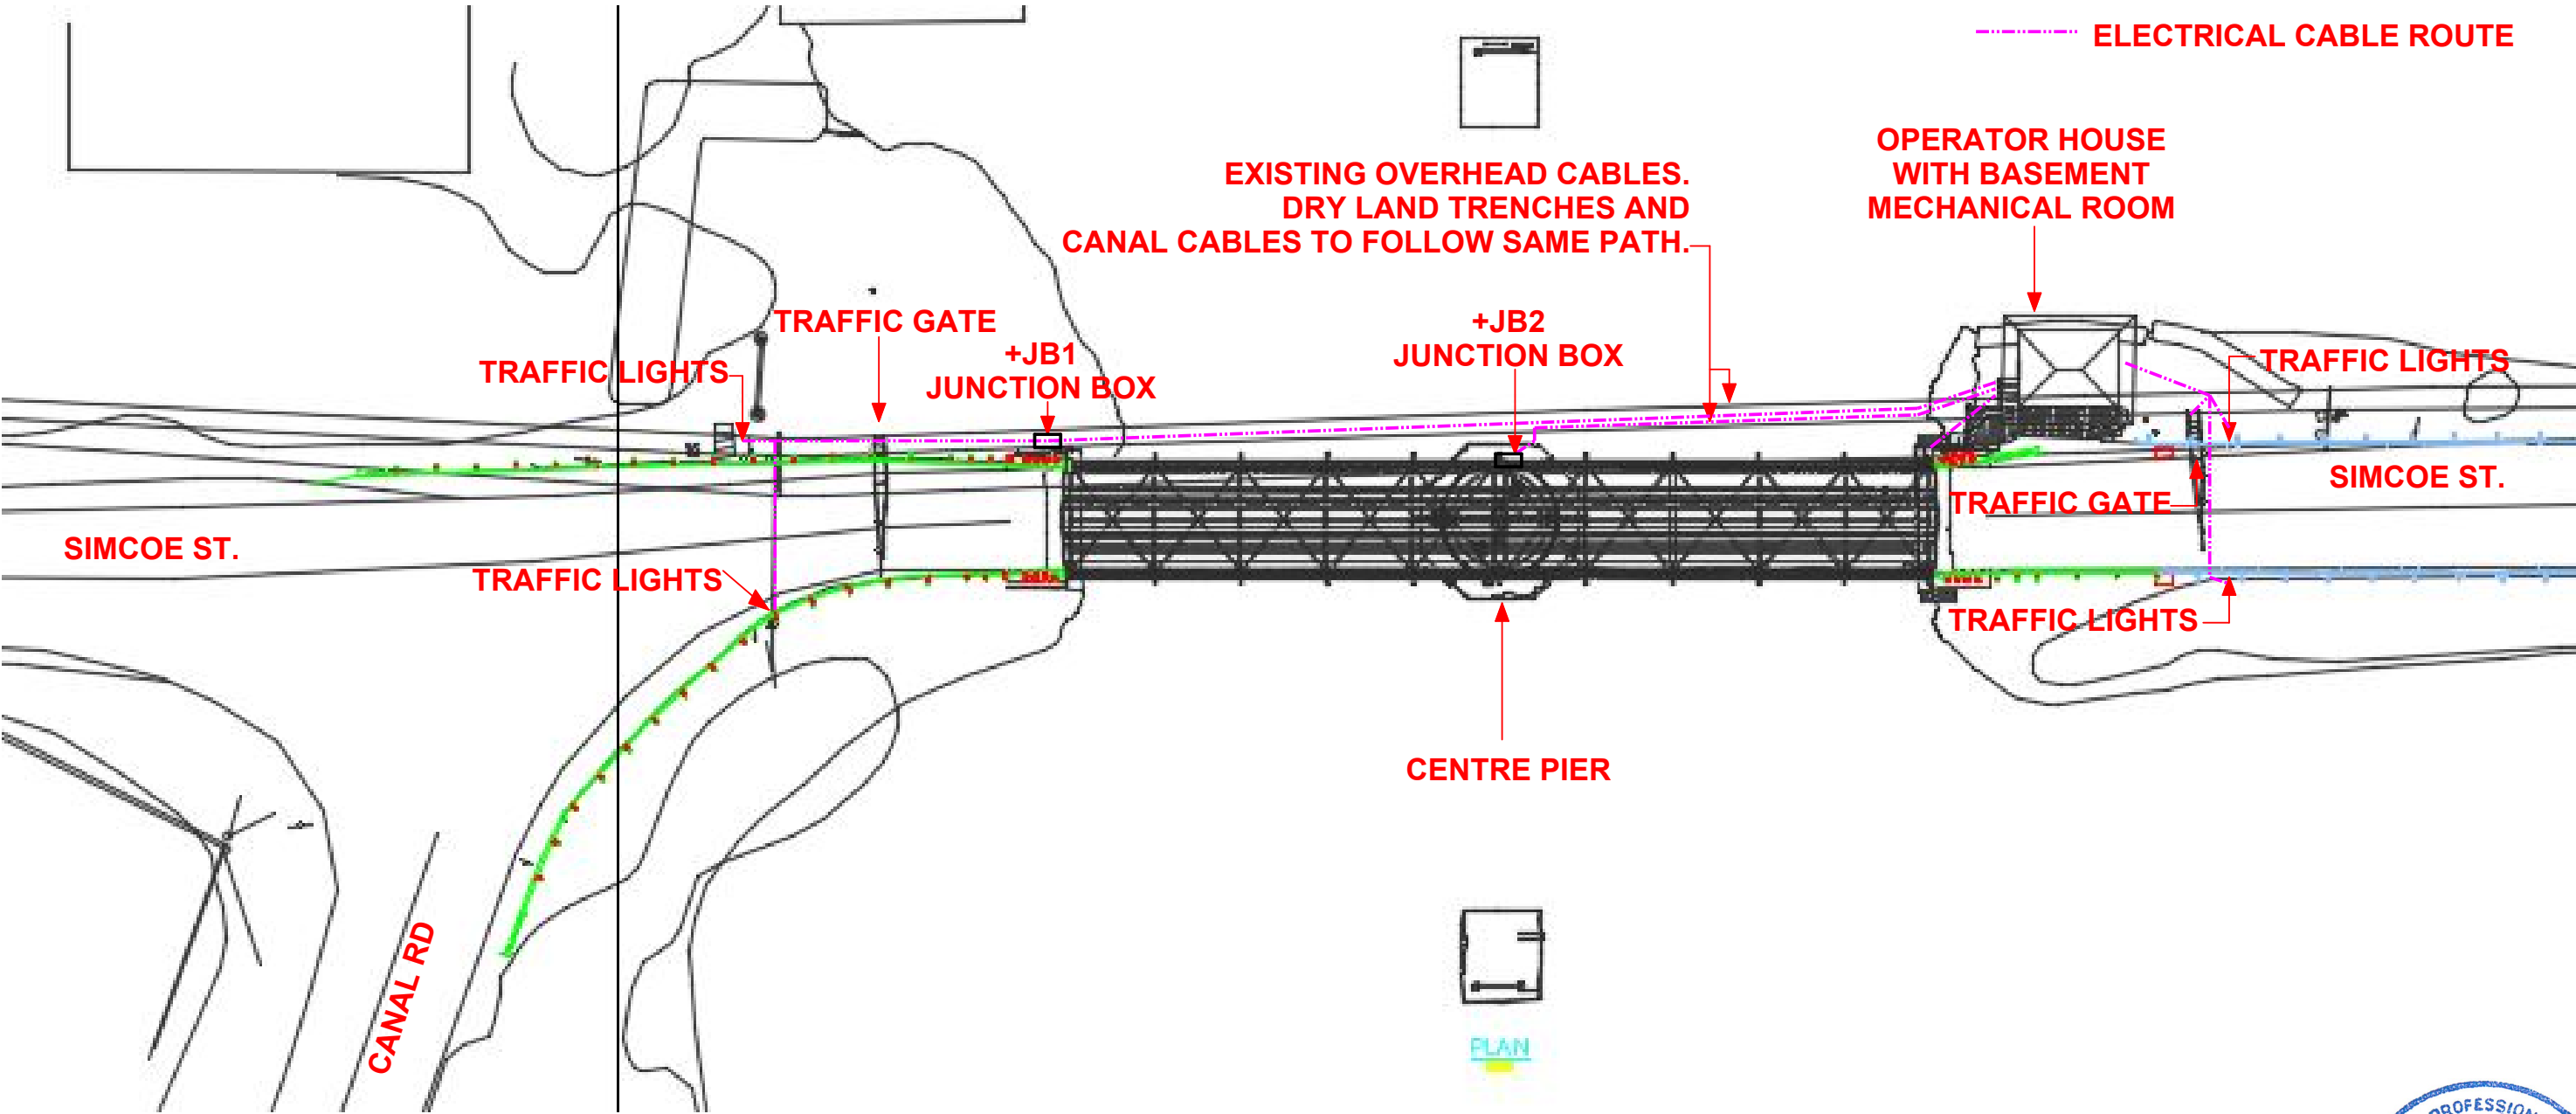 ELECTRICAL CABLE ROUTE
OPERATOR HOUSE
WITH BASEMENT
MECHANICAL ROOM
EXISTING OVERHEAD CABLES.
DRY LAND TRENCHES AND
CANAL CABLES TO FOLLOW SAME PATH.
TRAFFIC GATE
+JB1
JUNCTION BOX
+JB2
JUNCTION BOX
TRAFFIC LIGHTS
TRAFFIC LIGHTS
SIMCOE ST.
TRAFFIC GATE
SIMCOE ST.
TRAFFIC LIGHTS
TRAFFIC LIGHTS
CENTRE PIER
CANAL RD
PLAN